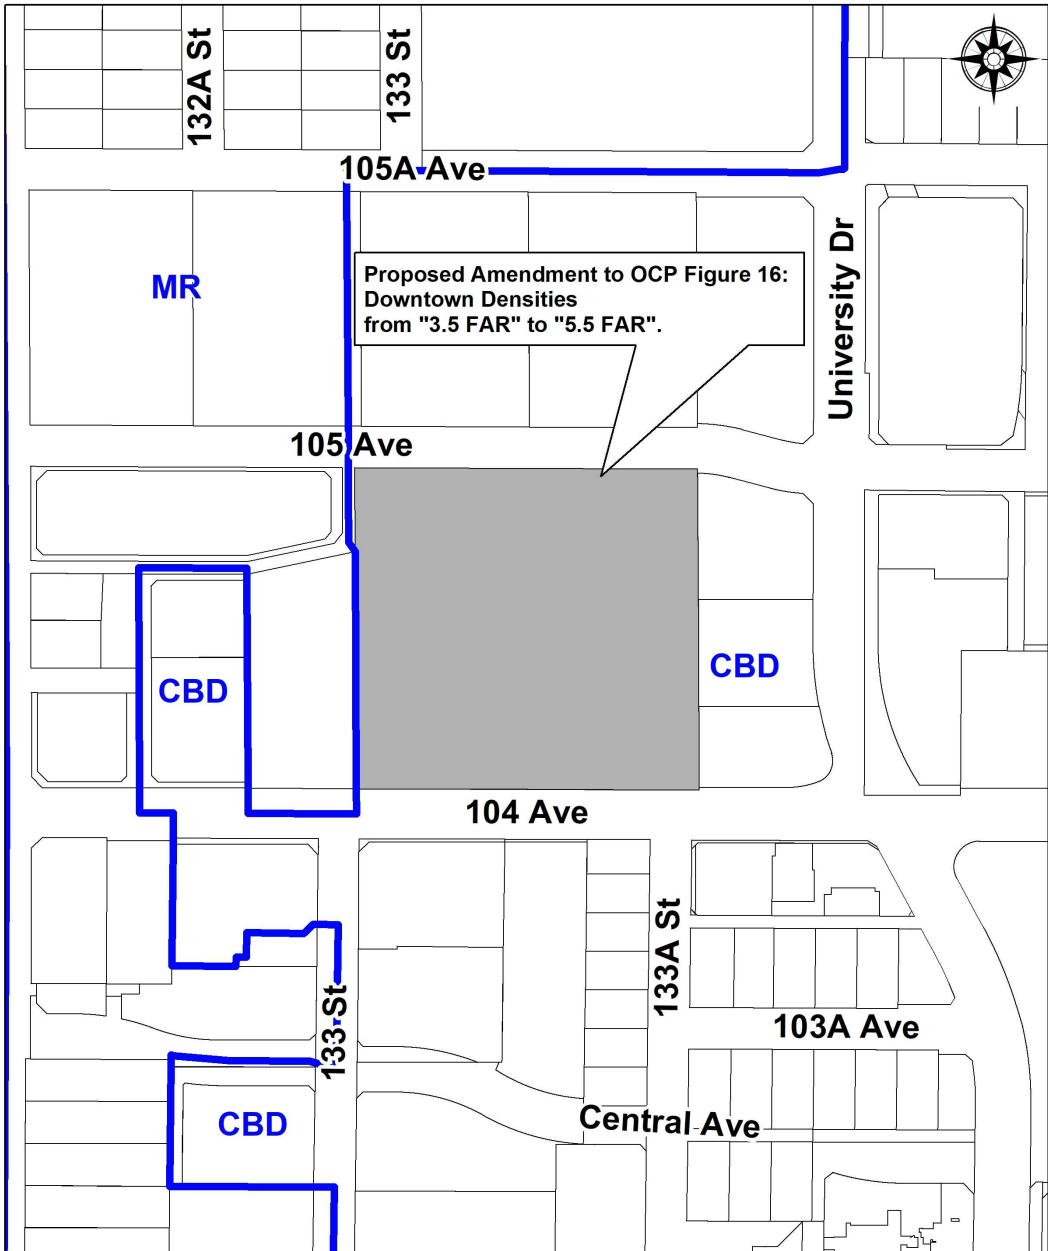 132A St
133 St
105A Ave
University Dr
MR
Proposed Amendment to OCP Figure 16:
Downtown Densities
from "3.5 FAR" to "5.5 FAR".
105 Ave
CBD
CBD
104 Ave
133A St
133 St
103A Ave
CBD
Central Ave